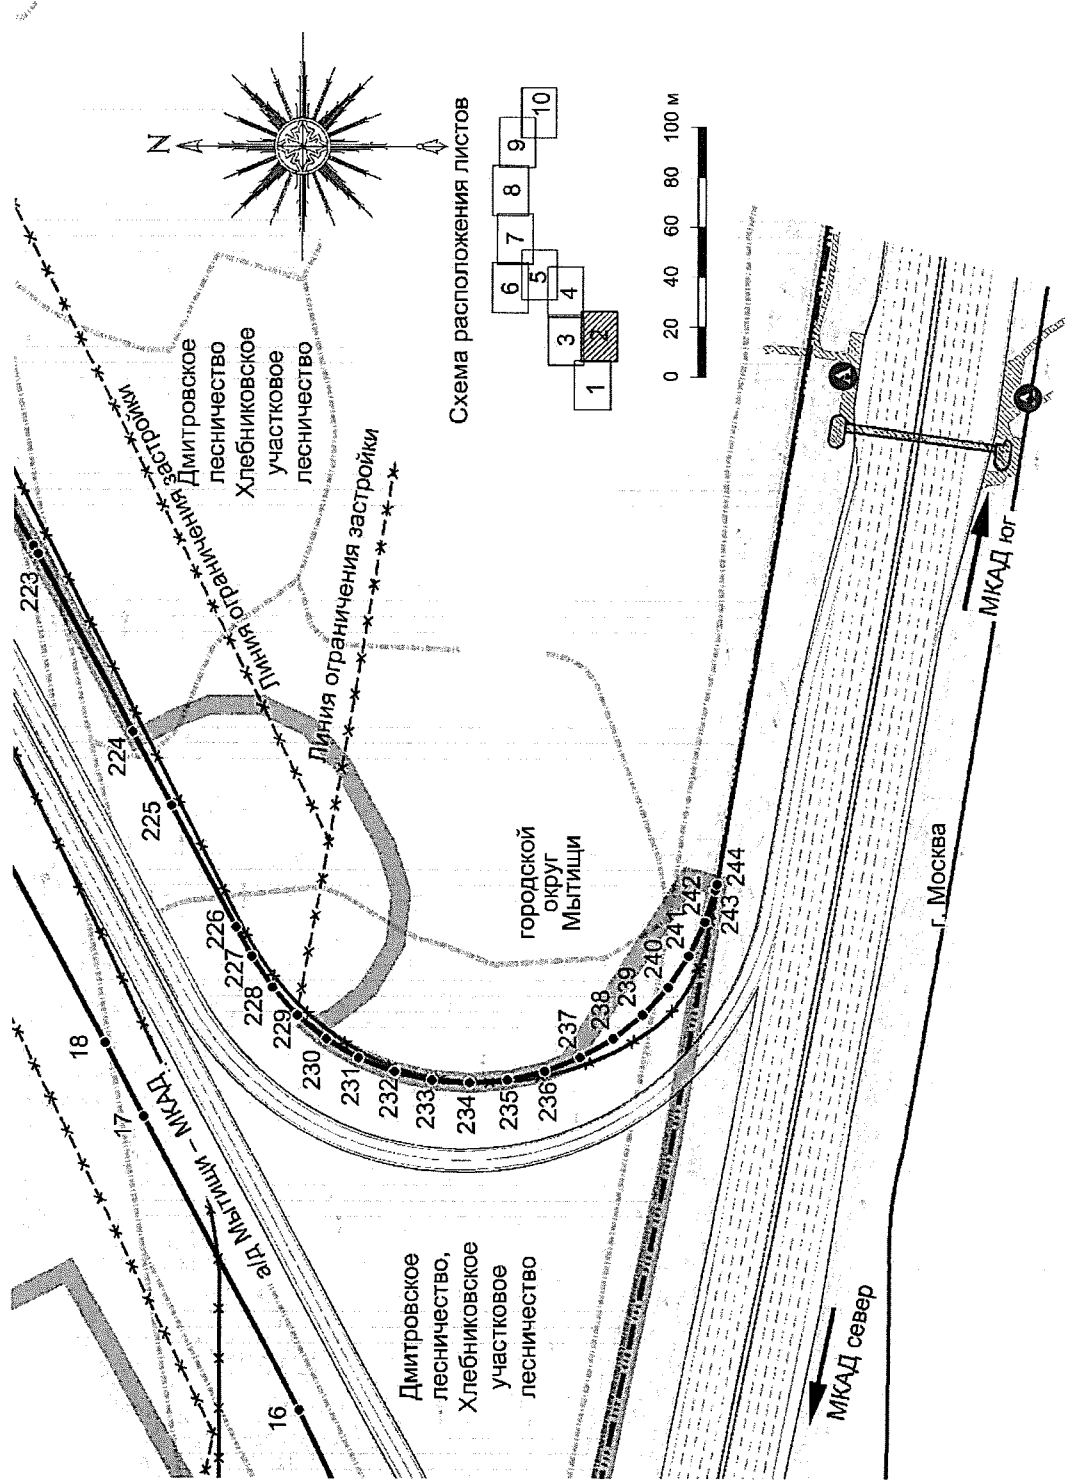 N
Схема расположения листов
1
2
3
4
5
6
7
8
9
10
0 20 40 60 80 100 м
Дмитровское
лесничество
Хлебниковское
участковое
лесничество
Линия ограничения застройки
Линия ограничения застройки
городской
округ
Мытищи
223
224
225
226
227
228
229
230
231
232
233
234
235
236
237
238
239
240
241
242
243
244
18
17
16
а/д Мытищи – МКАД
Дмитровское
лесничество,
Хлебниковское
участковое
лесничество
МКАД север
МКАД юг
г. Москва
А
А